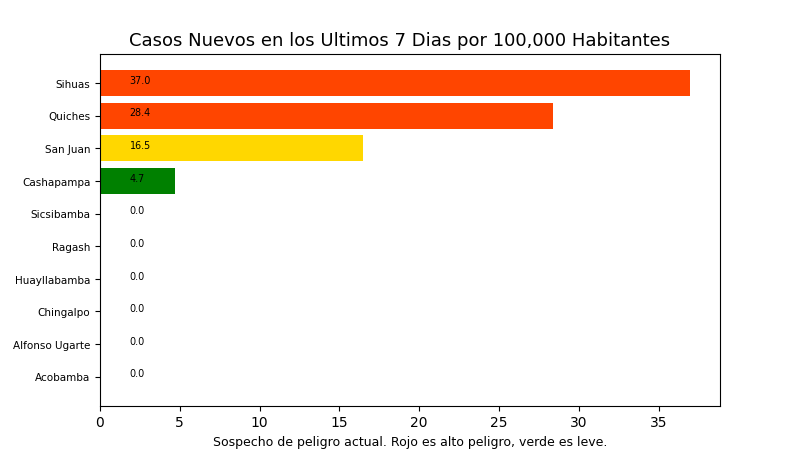 Casos Nuevos en los Ultimos 7 Dias por 100,000 Habitantes
Sihuas 37.0
Quiches 28.4
San Juan 16.5
Cashapampa 4.7
Sicsibamba 0.0
Ragash 0.0
Huayllabamba 0.0
Chingalpo 0.0
Alfonso Ugarte 0.0
Acobamba 0.0
0 5 10 15 20 25 30 35
Sospecho de peligro actual. Rojo es alto peligro, verde es leve.